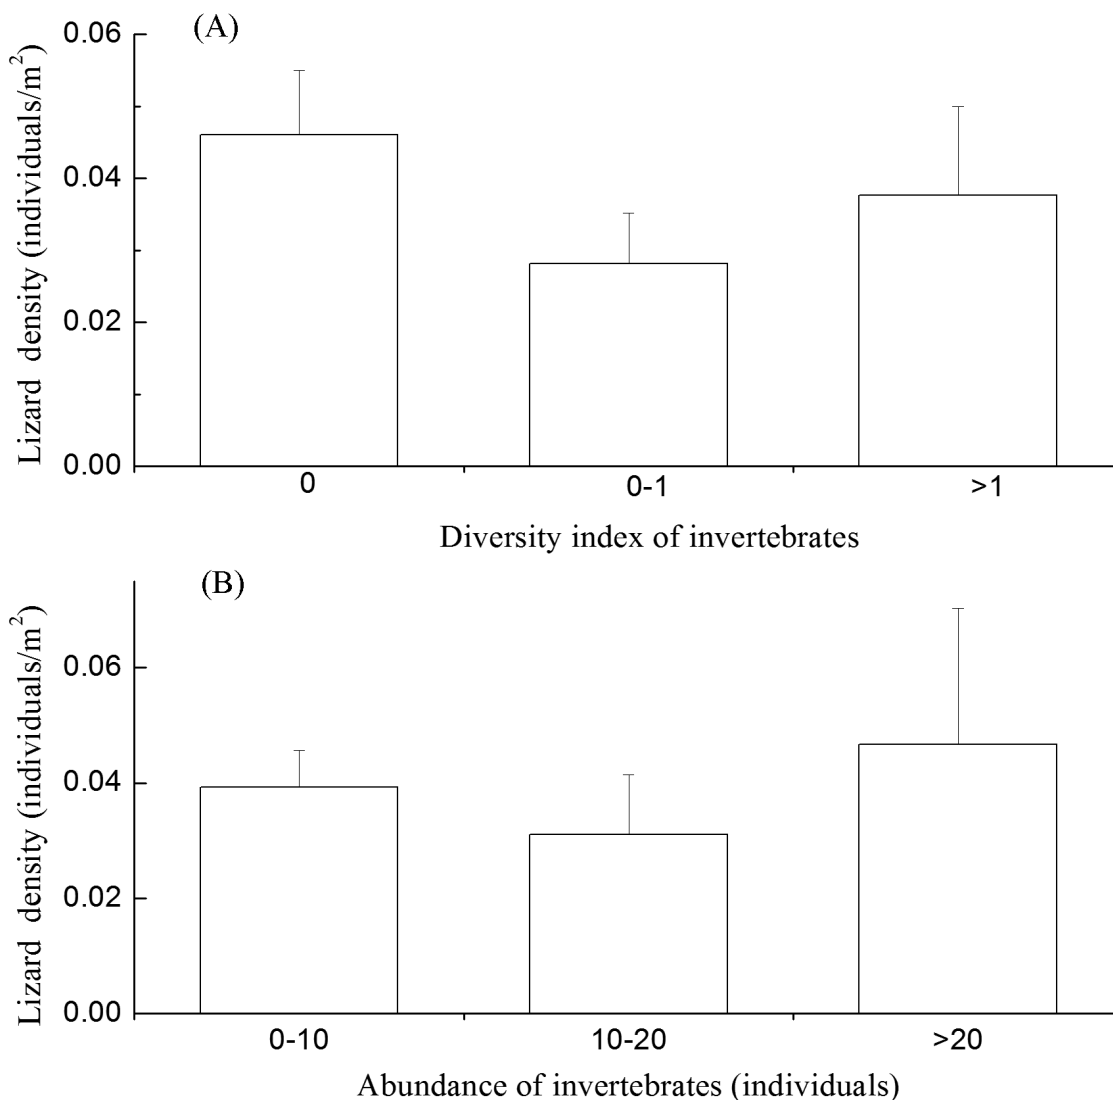 (A)
Lizard density (individuals/m²)
0.06
0.04
0.02
0.00
0 0-1 >1
Diversity index of invertebrates
(B)
Lizard density (individuals/m²)
0.06
0.04
0.02
0.00
0-10 10-20 >20
Abundance of invertebrates (individuals)